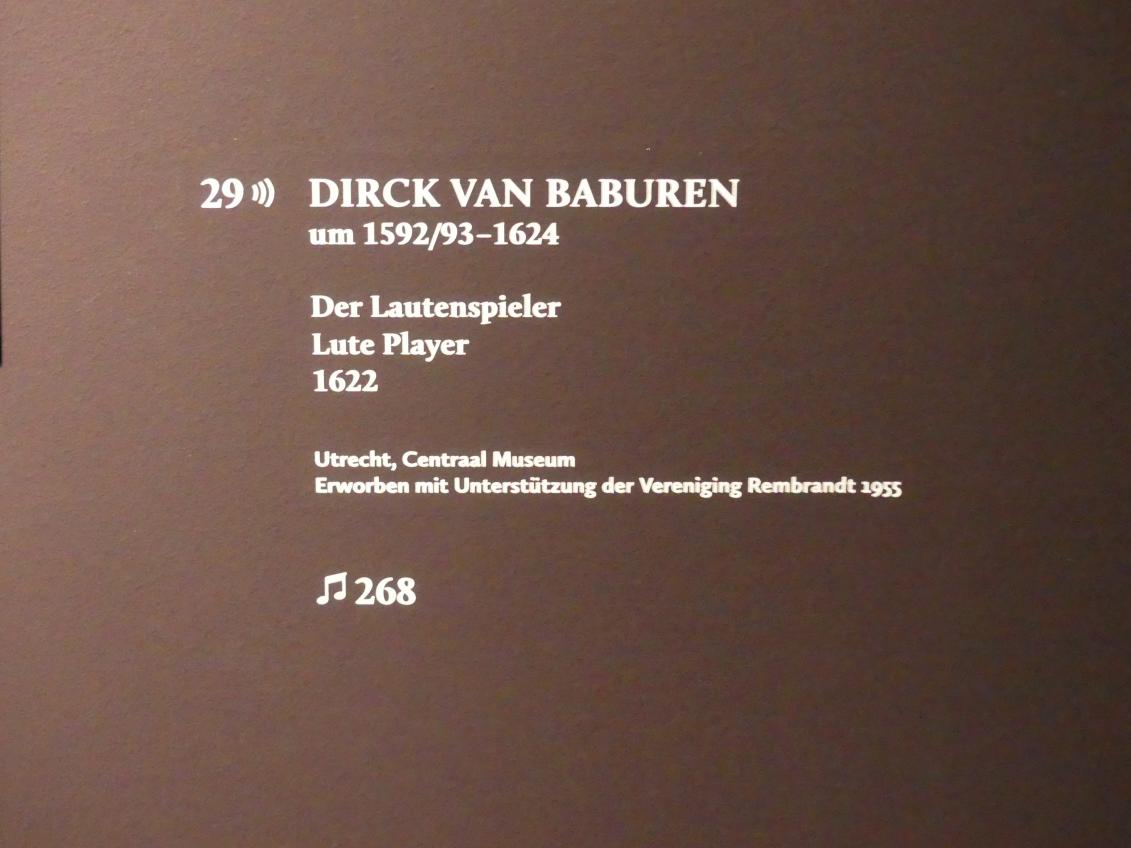 29 DIRCK VAN BABUREN
um 1592/93–1624
Der Lautenspieler
Lute Player
1622
Utrecht, Centraal Museum
Erworben mit Unterstützung der Vereniging Rembrandt 1955
♫ 268